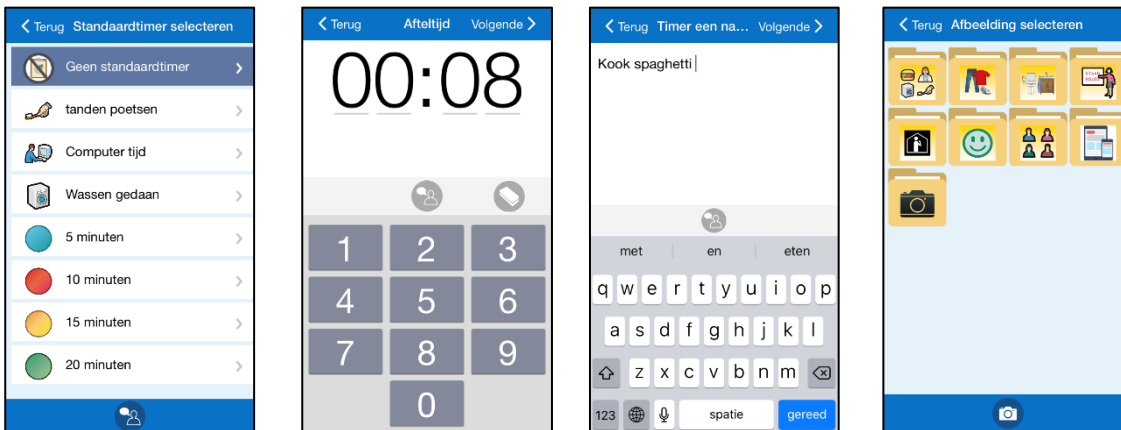 Terug Standaardtimer selecteren
Geen standaardtimer
tanden poetsen
Computer tijd
Wassen gedaan
5 minuten
10 minuten
15 minuten
20 minuten
Terug Afteltijd Volgende
00:08
1 2 3
4 5 6
7 8 9
0
Terug Timer een na... Volgende
Kook spaghetti
met en eten
q w e r t y u i o p
a s d f g h j k l
z x c v b n m
123 spatie gereed
Terug Afbeelding selecteren